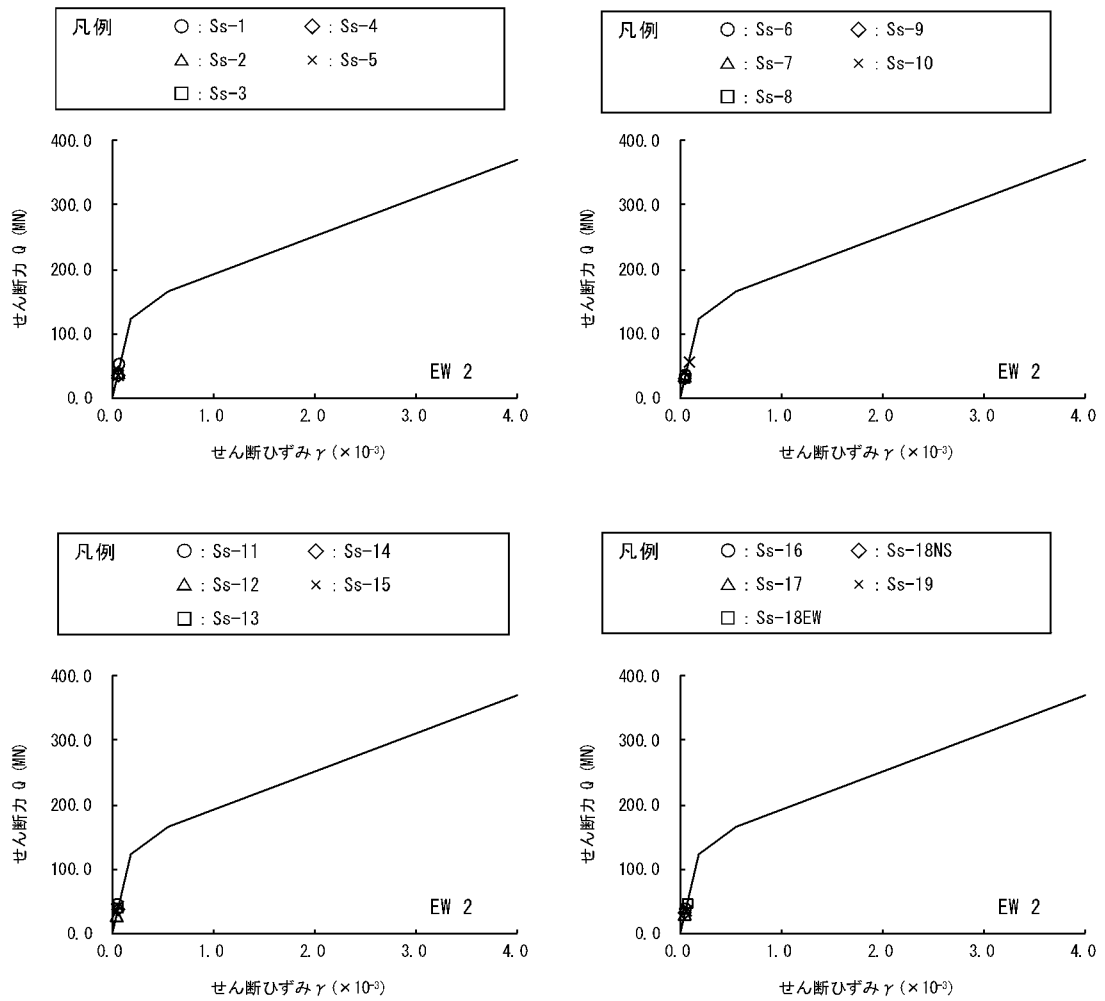 凡例 ○ : Ss-1 ◇ : Ss-4
△ : Ss-2 × : Ss-5
□ : Ss-3
400.0
300.0
200.0
100.0
0.0
せん断力 Q (MN)
EW 2
0.0 1.0 2.0 3.0 4.0
せん断ひずみ γ (×10⁻³)
凡例 ○ : Ss-6 ◇ : Ss-9
△ : Ss-7 × : Ss-10
□ : Ss-8
400.0
300.0
200.0
100.0
0.0
せん断力 Q (MN)
EW 2
0.0 1.0 2.0 3.0 4.0
せん断ひずみ γ (×10⁻³)
凡例 ○ : Ss-11 ◇ : Ss-14
△ : Ss-12 × : Ss-15
□ : Ss-13
400.0
300.0
200.0
100.0
0.0
せん断力 Q (MN)
EW 2
0.0 1.0 2.0 3.0 4.0
せん断ひずみ γ (×10⁻³)
凡例 ○ : Ss-16 ◇ : Ss-18NS
△ : Ss-17 × : Ss-19
□ : Ss-18EW
400.0
300.0
200.0
100.0
0.0
せん断力 Q (MN)
EW 2
0.0 1.0 2.0 3.0 4.0
せん断ひずみ γ (×10⁻³)